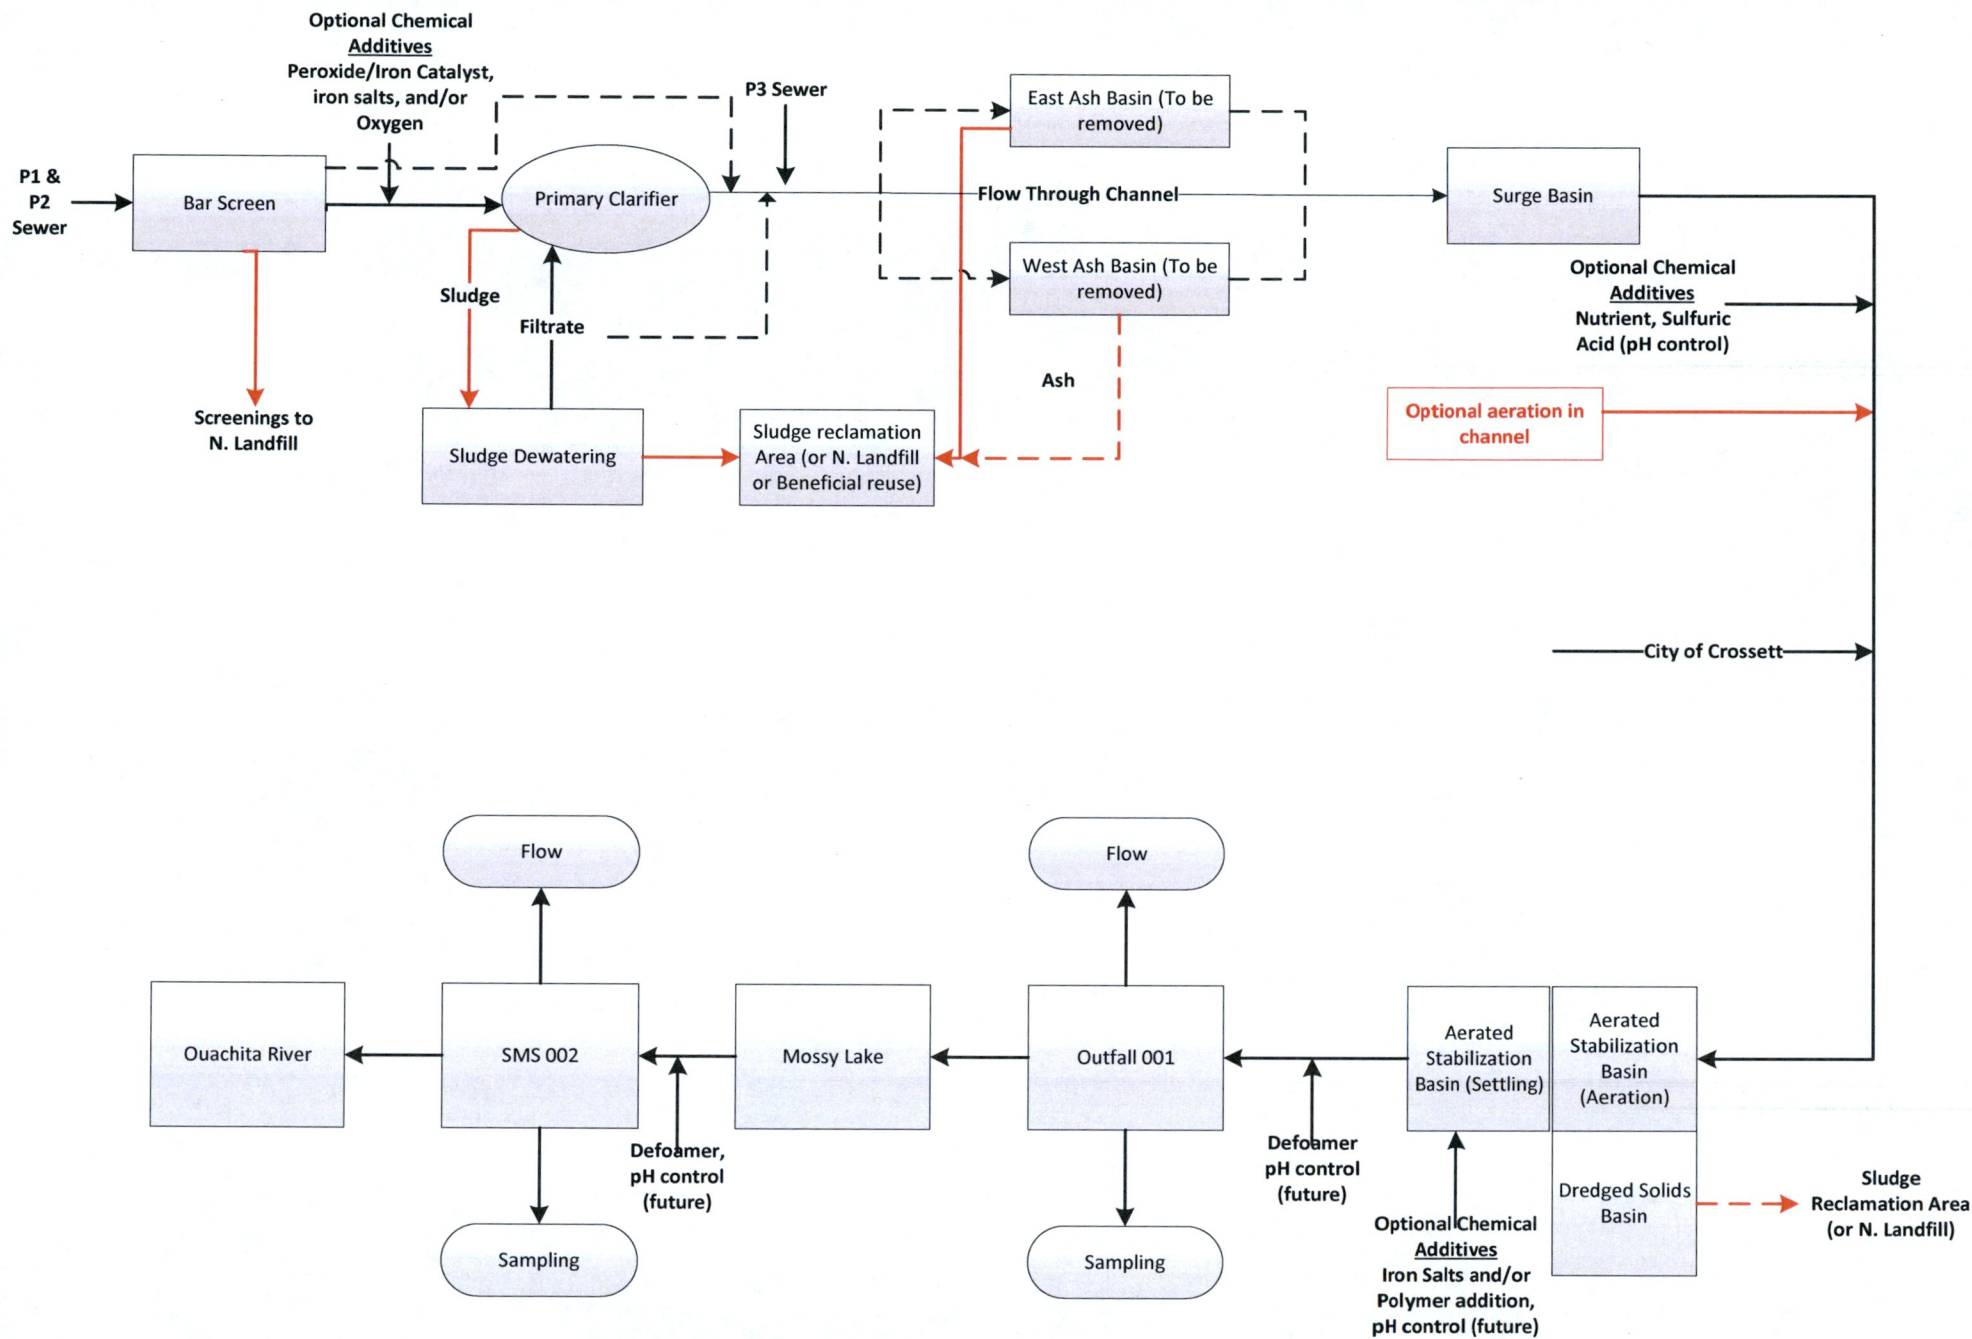 Optional Chemical
Additives
Peroxide/Iron Catalyst,
iron salts, and/or
Oxygen
P3 Sewer
East Ash Basin (To be
removed)
P1 &
P2
Sewer
Bar Screen
Primary Clarifier
Flow Through Channel
Surge Basin
West Ash Basin (To be
removed)
Optional Chemical
Additives
Nutrient, Sulfuric
Acid (pH control)
Sludge
Filtrate
Ash
Screenings to
N. Landfill
Sludge Dewatering
Sludge reclamation
Area (or N. Landfill
or Beneficial reuse)
Optional aeration in
channel
City of Crossett
Flow
Flow
Ouachita River
SMS 002
Mossy Lake
Outfall 001
Aerated
Stabilization
Basin (Settling)
Aerated
Stabilization
Basin
(Aeration)
Defoamer,
pH control
(future)
Defoamer
pH control
(future)
Dredged Solids
Basin
Sludge
Reclamation Area
(or N. Landfill)
Sampling
Sampling
Optional Chemical
Additives
Iron Salts and/or
Polymer addition,
pH control (future)